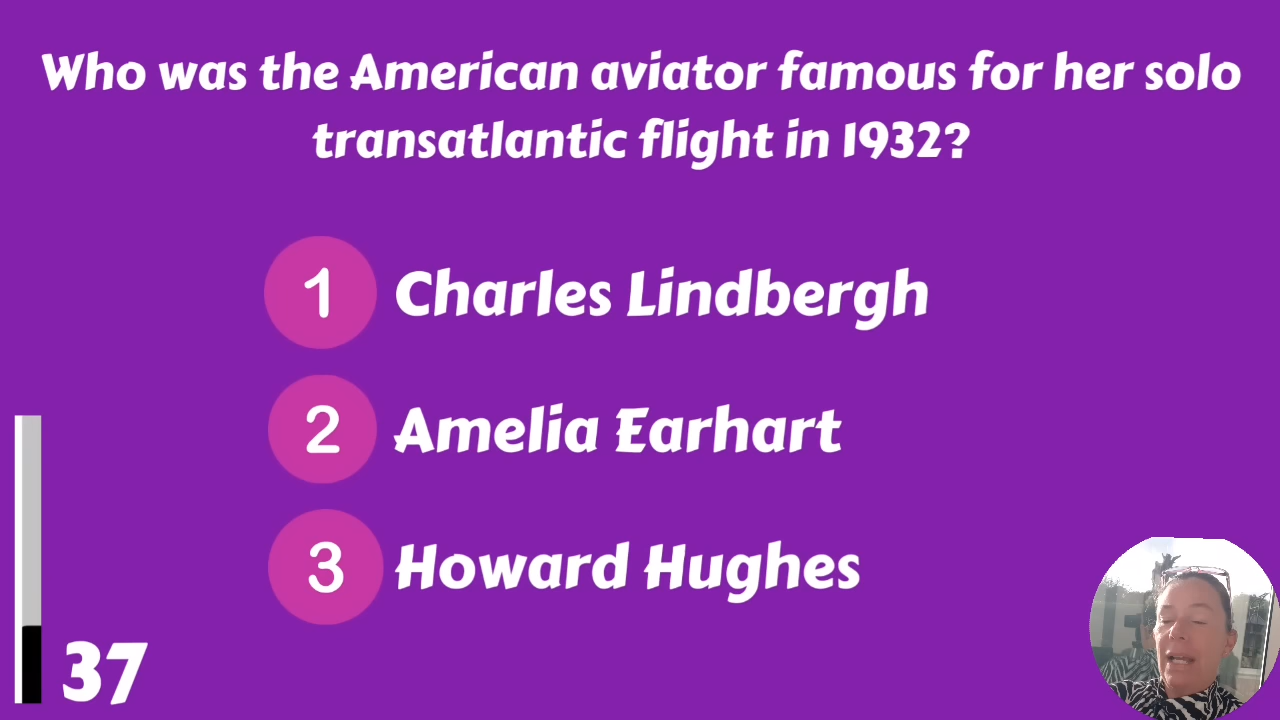 Who was the American aviator famous for her solo
transatlantic flight in 1932?
1 Charles Lindbergh
2 Amelia Earhart
3 Howard Hughes
37